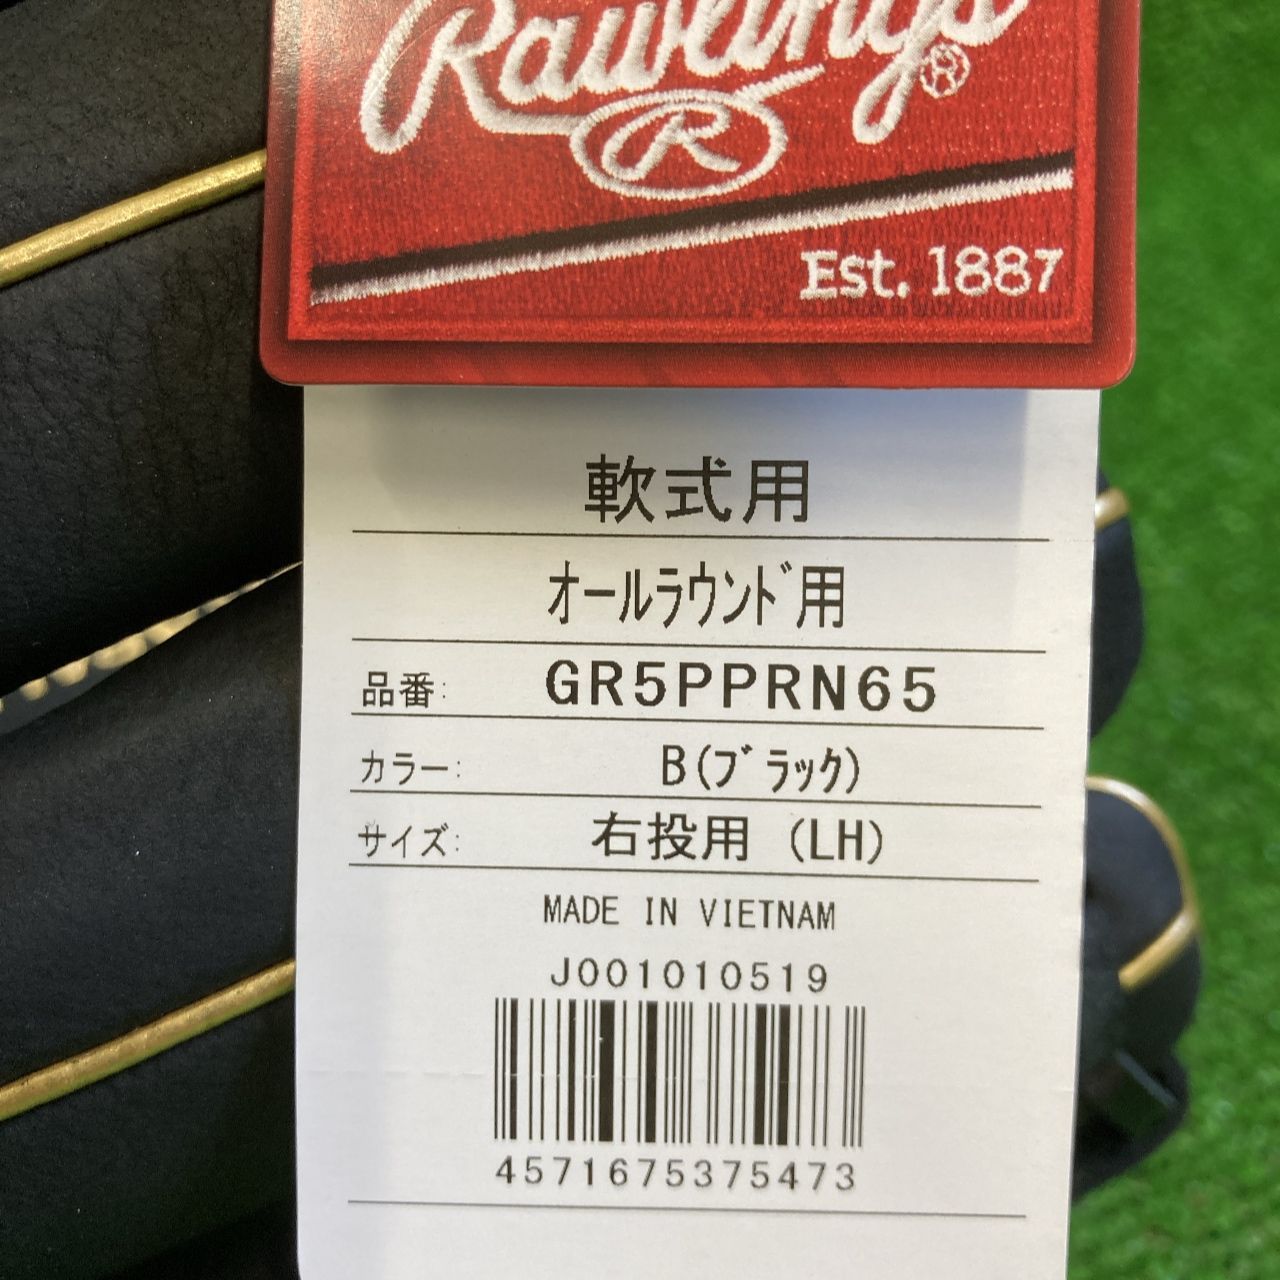 Rawlings®
R
Est. 1887
軟式用
オールラウンド用
品番: GR5PPRN65
カラー: B(ブラック)
サイズ: 右投用 (LH)
MADE IN VIETNAM
J001010519
4571675375473